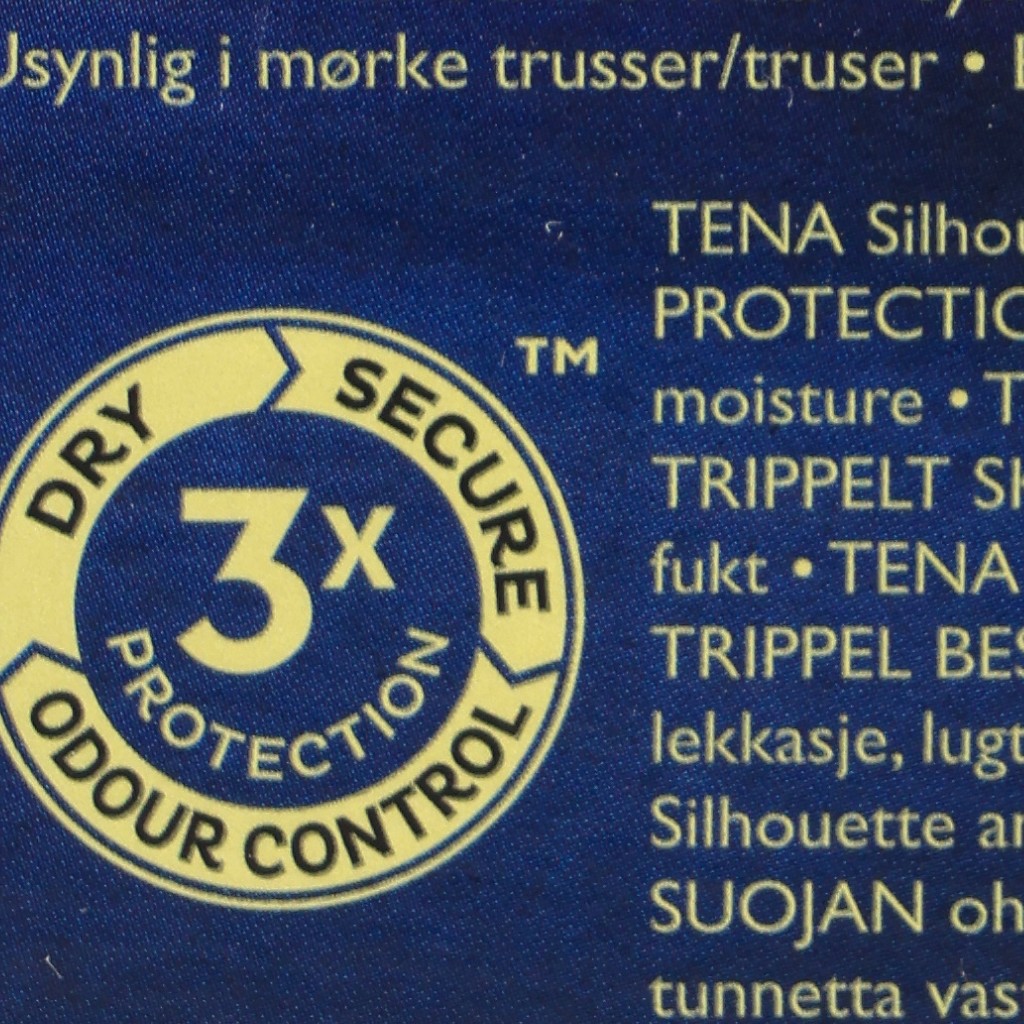 Usynlig i mørke trusser/truser •
TENA
PROTECTION
moisture •
TRIPPELT
fukt • TENA
TRIPPEL
lekkasje,
Silhouette
SUOJAN
tunnetta
TM
DRY
SECURE
3X
PROTECTION
ODOUR CONTROL